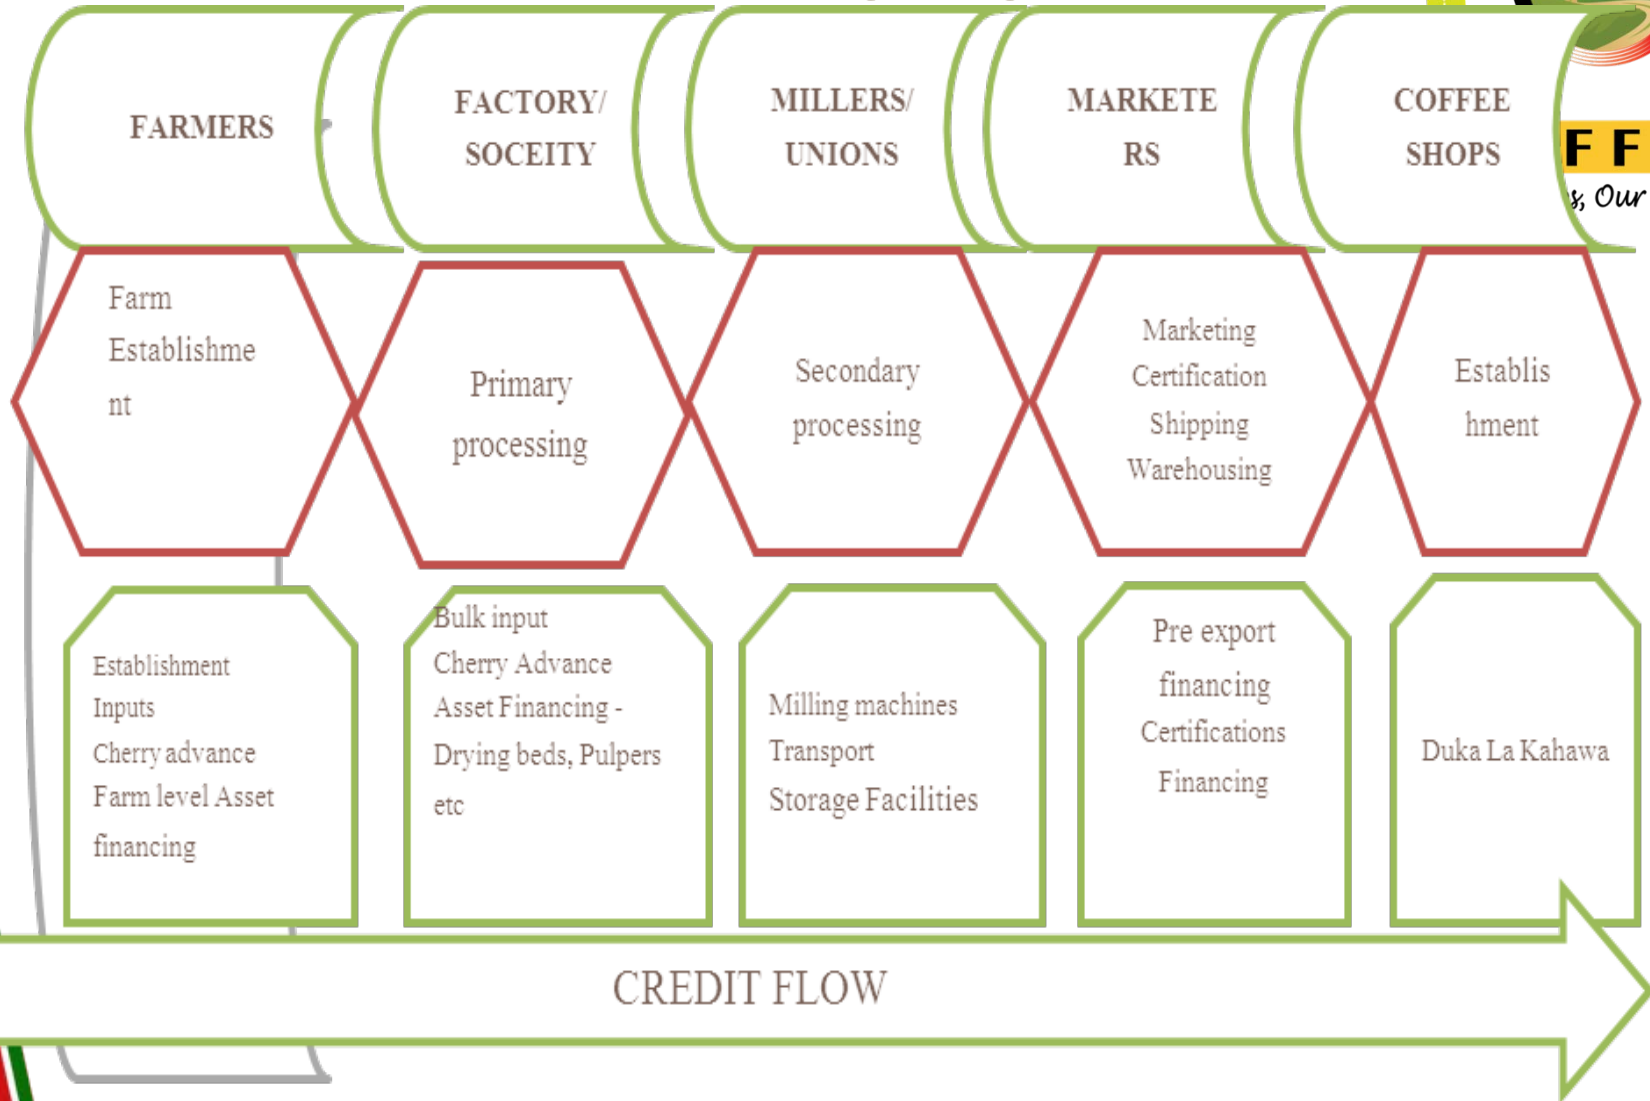 FARMERS
FACTORY/
SOCEITY
MILLERS/
UNIONS
MARKETE
RS
COFFEE
SHOPS
F F
s, Our
Farm
Establishme
nt
Primary
processing
Secondary
processing
Marketing
Certification
Shipping
Warehousing
Establis
hment
Establishment
Inputs
Cherry advance
Farm level Asset
financing
Bulk input
Cherry Advance
Asset Financing -
Drying beds, Pulpers
etc
Milling machines
Transport
Storage Facilities
Pre export
financing
Certifications
Financing
Duka La Kahawa
CREDIT FLOW